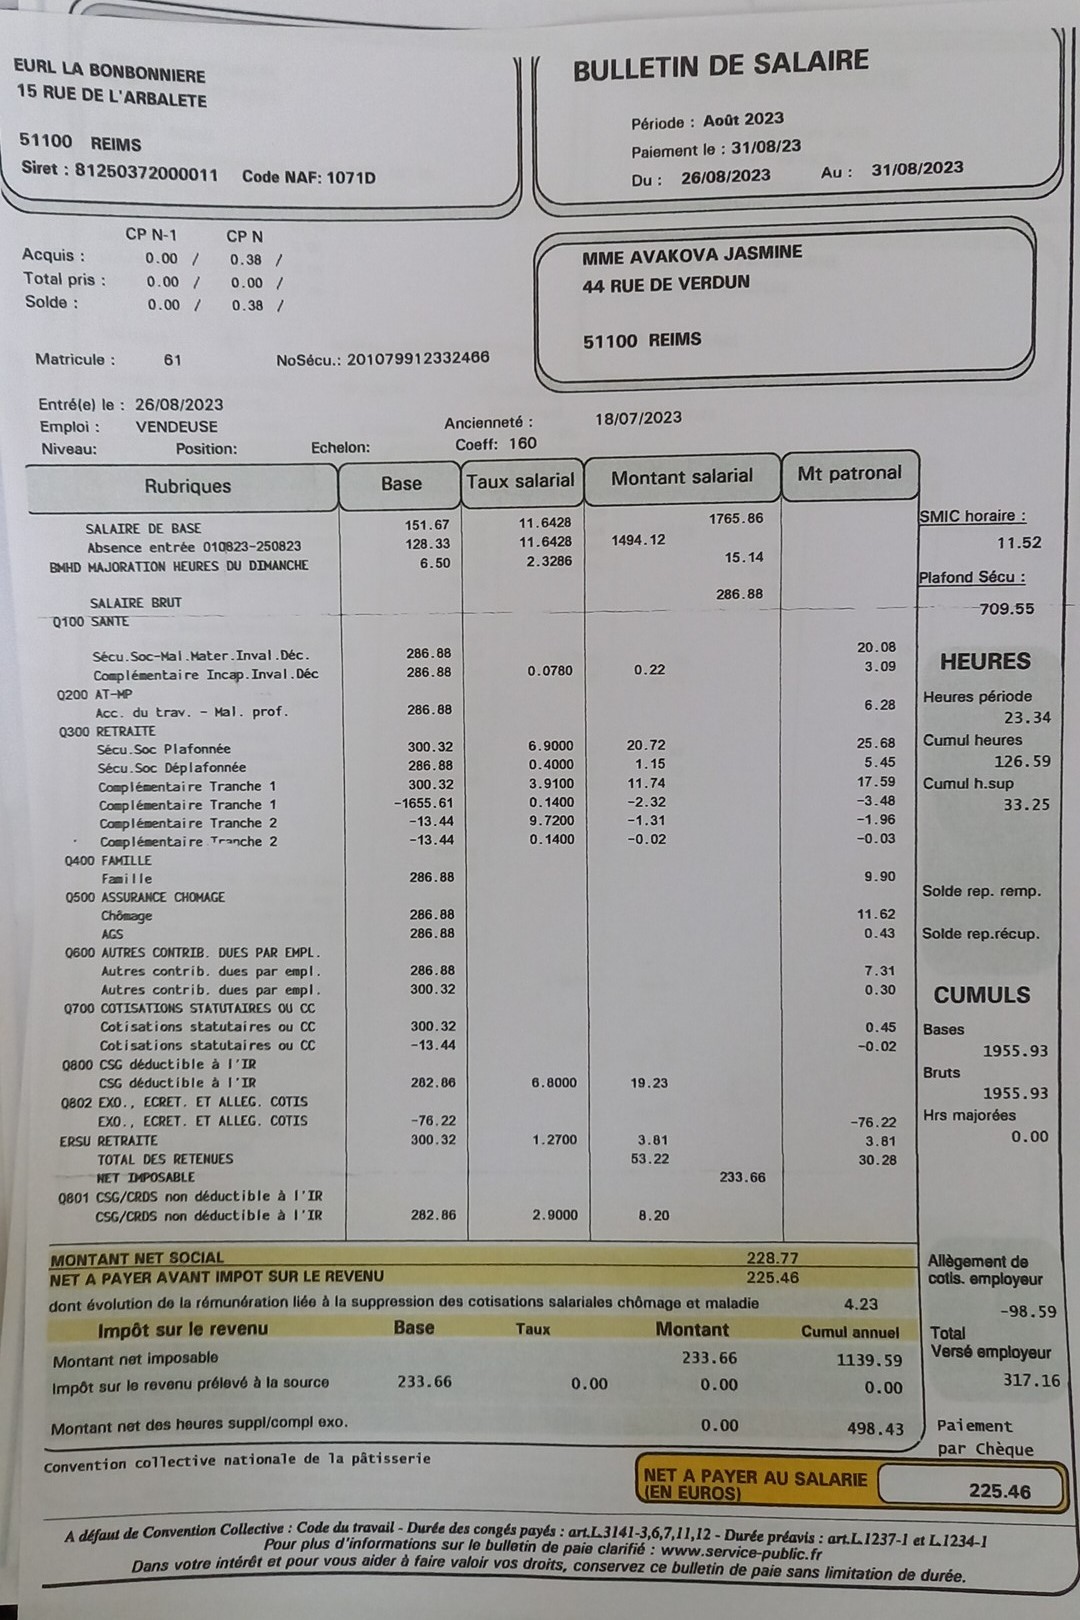 EURL LA BONBONNIERE
15 RUE DE L'ARBALETE
51100 REIMS
Siret : 81250372000011 Code NAF: 1071D
BULLETIN DE SALAIRE
Période : Août 2023
Paiement le : 31/08/23
Du : 26/08/2023 Au : 31/08/2023
CP N-1 CP N
Acquis : 0.00 / 0.38 /
Total pris : 0.00 / 0.00 /
Solde : 0.00 / 0.38 /
MME AVAKOVA JASMINE
44 RUE DE VERDUN
51100 REIMS
Matricule : 61 NoSécu.: 201079912332466
Entré(e) le : 26/08/2023 Ancienneté : 18/07/2023
Emploi : VENDEUSE Coeff: 160
Niveau: Position: Echelon:
Rubriques Base Taux salarial Montant salarial Mt patronal
SALAIRE DE BASE 151.67 11.6428 1765.86
Absence entrée 010823-250823 128.33 11.6428 1494.12
BMHD MAJORATION HEURES DU DIMANCHE 6.50 2.3286 15.14
SALAIRE BRUT 286.88
Q100 SANTE
Sécu.Soc-Mal.Mater.Inval.Déc. 286.88 20.08
Complémentaire Incap.Inval.Déc 286.88 0.0780 0.22 3.09
Q200 AT-MP
Acc. du trav. - Mal. prof. 286.88 6.28
Q300 RETRAITE
Sécu.Soc Plafonnée 300.32 6.9000 20.72 25.68
Sécu.Soc Déplafonnée 286.88 0.4000 1.15 5.45
Complémentaire Tranche 1 300.32 3.9100 11.74 17.59
Complémentaire Tranche 1 -1655.61 0.1400 -2.32 -3.48
Complémentaire Tranche 2 -13.44 9.7200 -1.31 -1.96
Complémentaire Tranche 2 -13.44 0.1400 -0.02 -0.03
Q400 FAMILLE
Famille 286.88 9.90
Q500 ASSURANCE CHOMAGE
Chômage 286.88 11.62
AGS 286.88 0.43
Q600 AUTRES CONTRIB. DUES PAR EMPL.
Autres contrib. dues par empl. 286.88 7.31
Autres contrib. dues par empl. 300.32 0.30
Q700 COTISATIONS STATUTAIRES OU CC
Cotisations statutaires ou CC 300.32 0.45
Cotisations statutaires ou CC -13.44 -0.02
Q800 CSG déductible à l'IR
CSG déductible à l'IR 282.86 6.8000 19.23
Q802 EXO., ECRET. ET ALLEG. COTIS
EXO., ECRET. ET ALLEG. COTIS -76.22 -76.22
ERSU RETRAITE 300.32 1.2700 3.81 3.81
TOTAL DES RETENUES 53.22 30.28
NET IMPOSABLE 233.66
Q801 CSG/CRDS non déductible à l'IR
CSG/CRDS non déductible à l'IR 282.86 2.9000 8.20
SMIC horaire :
11.52
Plafond Sécu :
709.55
HEURES
Heures période
23.34
Cumul heures
126.59
Cumul h.sup
33.25
Solde rep. remp.
Solde rep.récup.
CUMULS
Bases
1955.93
Bruts
1955.93
Hrs majorées
0.00
MONTANT NET SOCIAL 228.77
NET A PAYER AVANT IMPOT SUR LE REVENU 225.46
dont évolution de la rémunération liée à la suppression des cotisations salariales chômage et maladie 4.23
Impôt sur le revenu Base Taux Montant Cumul annuel
Montant net imposable 233.66 1139.59
Impôt sur le revenu prélevé à la source 233.66 0.00 0.00 0.00
Montant net des heures suppl/compl exo. 0.00 498.43
Allègement de
cotis. employeur
-98.59
Total
Versé employeur
317.16
Paiement
par Chèque
Convention collective nationale de la pâtisserie
NET A PAYER AU SALARIE
(EN EUROS) 225.46
A défaut de Convention Collective : Code du travail - Durée des congés payés : art.L.3141-3,6,7,11,12 - Durée préavis : art.L.1237-1 et L.1234-1
Pour plus d'informations sur le bulletin de paie clarifié : www.service-public.fr
Dans votre intérêt et pour vous aider à faire valoir vos droits, conservez ce bulletin de paie sans limitation de durée.